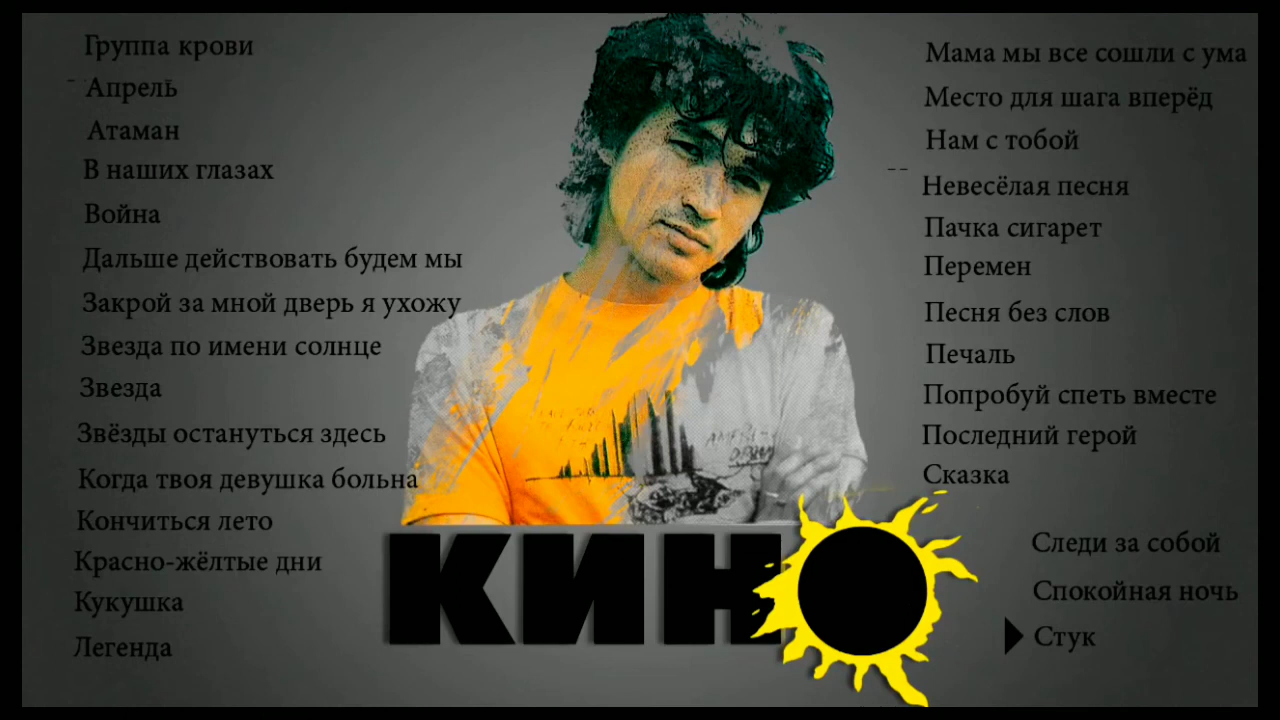 Группа крови
Апрель
Атаман
В наших глазах
Война
Дальше действовать будем мы
Закрой за мной дверь я ухожу
Звезда по имени солнце
Звезда
Звёзды остануться здесь
Когда твоя девушка больна
Кончиться лето
Красно-жёлтые дни
Кукушка
Легенда
КИНО
Мама мы все сошли с ума
Место для шага вперёд
Нам с тобой
Невесёлая песня
Пачка сигарет
Перемен
Песня без слов
Печаль
Попробуй спеть вместе
Последний герой
Сказка
Следи за собой
Спокойная ночь
Стук